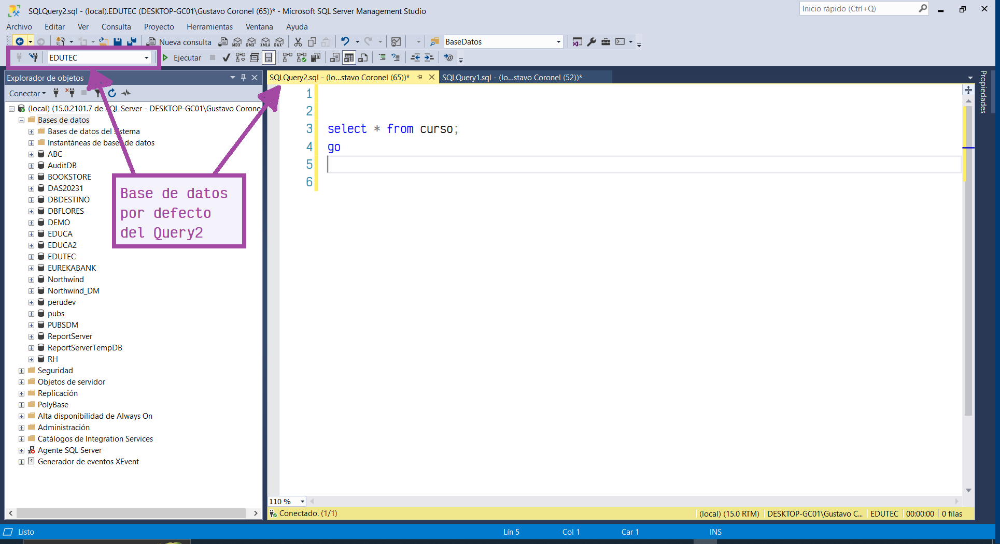 SQLQuery2.sql - (local).EDUTEC (DESKTOP-GC01\Gustavo Coronel (65))* - Microsoft SQL Server Management Studio
Inicio rápido (Ctrl+Q)
Archivo Editar Ver Consulta Proyecto Herramientas Ventana Ayuda
Nueva consulta
MDX DMX XMLA DAX
BaseDatos
EDUTEC
Ejecutar
Explorador de objetos
Conectar
(local) (15.0.2101.7 de SQL Server - DESKTOP-GC01\Gustavo Corone
Bases de datos
Bases de datos del sistema
Instantáneas de bases de datos
ABC
AuditDB
BOOKSTORE
DAS20231
DBDESTINO
DBFLORES
DEMO
EDUCA
EDUCA2
EDUTEC
EUREKABANK
Northwind
Northwind_DM
perudev
pubs
PUBSDM
ReportServer
ReportServerTempDB
RH
Seguridad
Objetos de servidor
Replicación
PolyBase
Alta disponibilidad de Always On
Administración
Catálogos de Integration Services
Agente SQL Server
Generador de eventos XEvent
Base de datos
por defecto
del Query2
SQLQuery2.sql - (lo...stavo Coronel (65))*
SQLQuery1.sql - (lo...stavo Coronel (52))*
1
2
3 select * from curso;
4 go
5
6
Propiedades
110 %
Conectado. (1/1)
(local) (15.0 RTM) DESKTOP-GC01\Gustavo C... EDUTEC 00:00:00 0 filas
Listo
Lín 5 Col 1 Car 1 INS